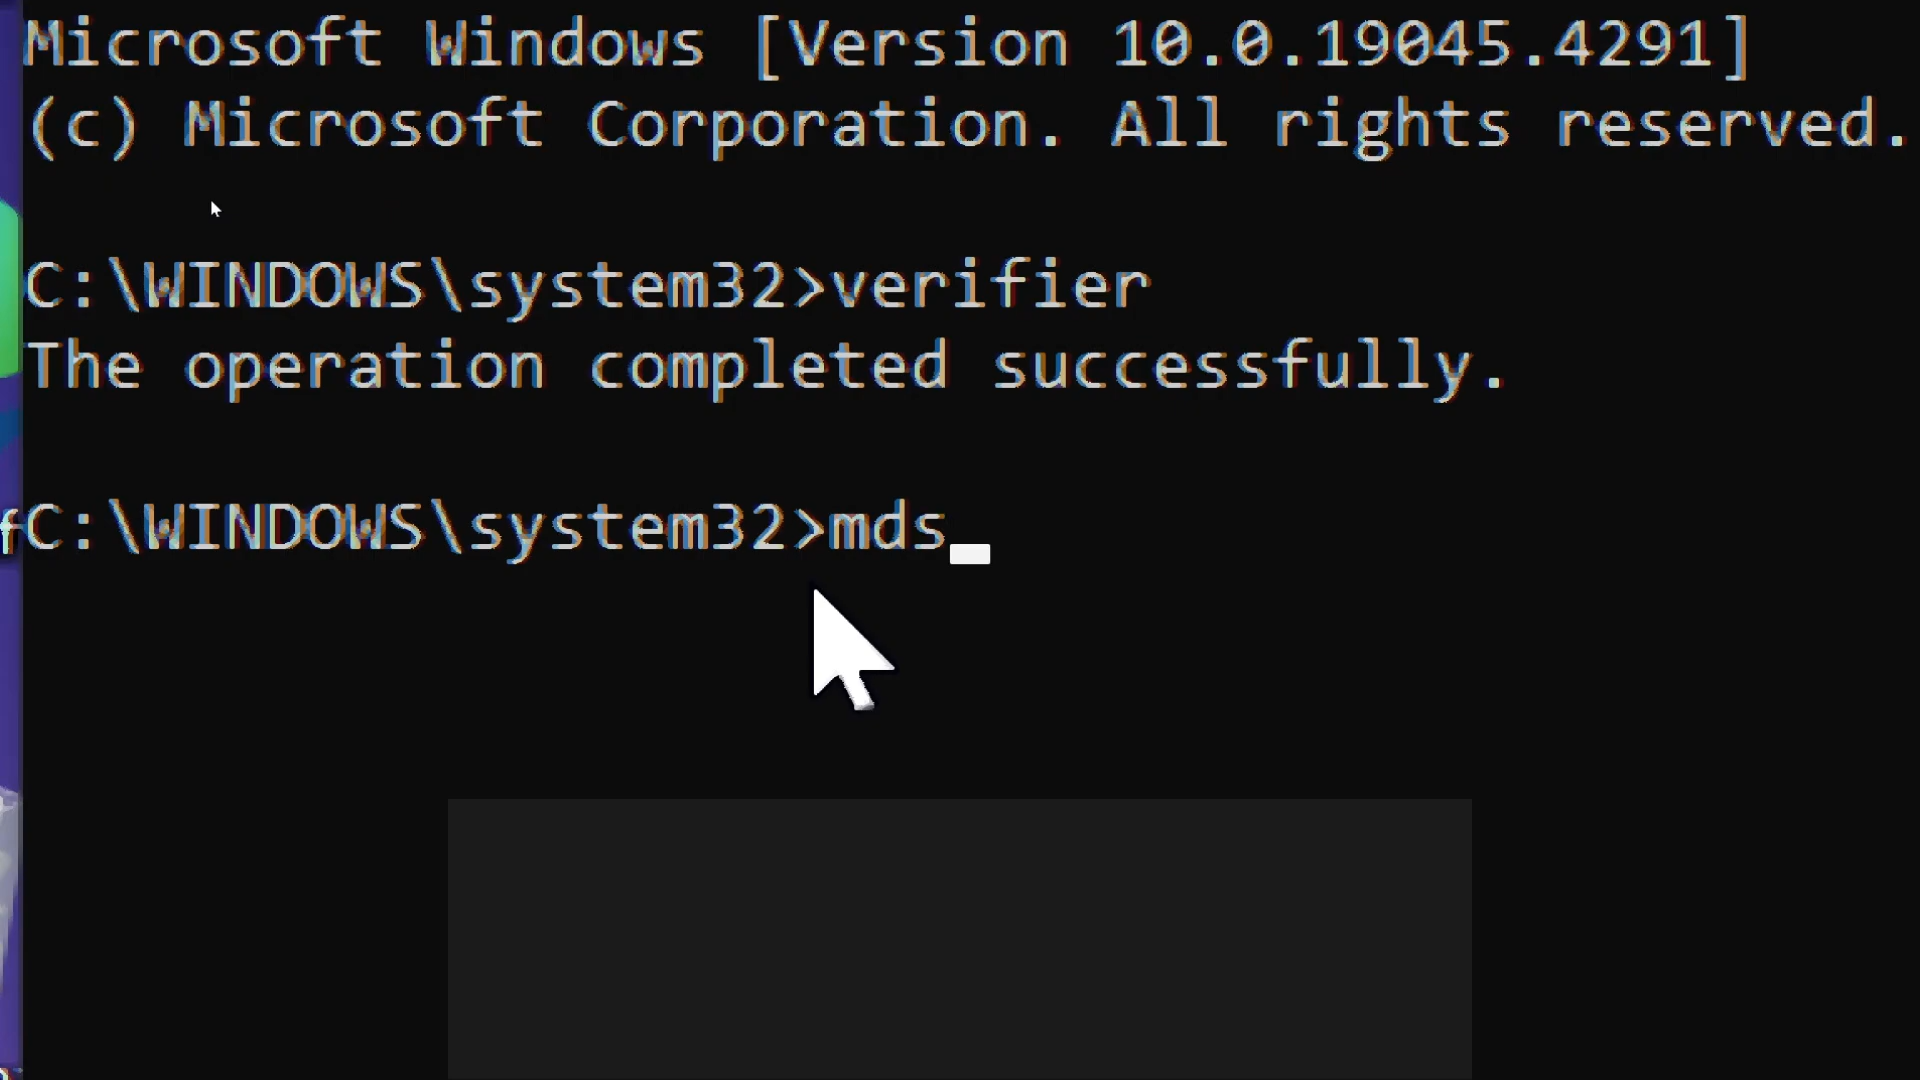 Microsoft Windows [Version 10.0.19045.4291]
(c) Microsoft Corporation. All rights reserved.
C:\WINDOWS\system32>verifier
The operation completed successfully.
C:\WINDOWS\system32>mds_